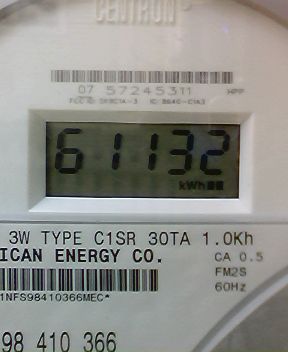 CENTRON®
07 57245311 HPP
61132
kWh
3W TYPE C1SR 30TA 1.0Kh
ICAN ENERGY CO. CA 0.5
FM2S
60Hz
1NFS98410366MEC*
98 410 366